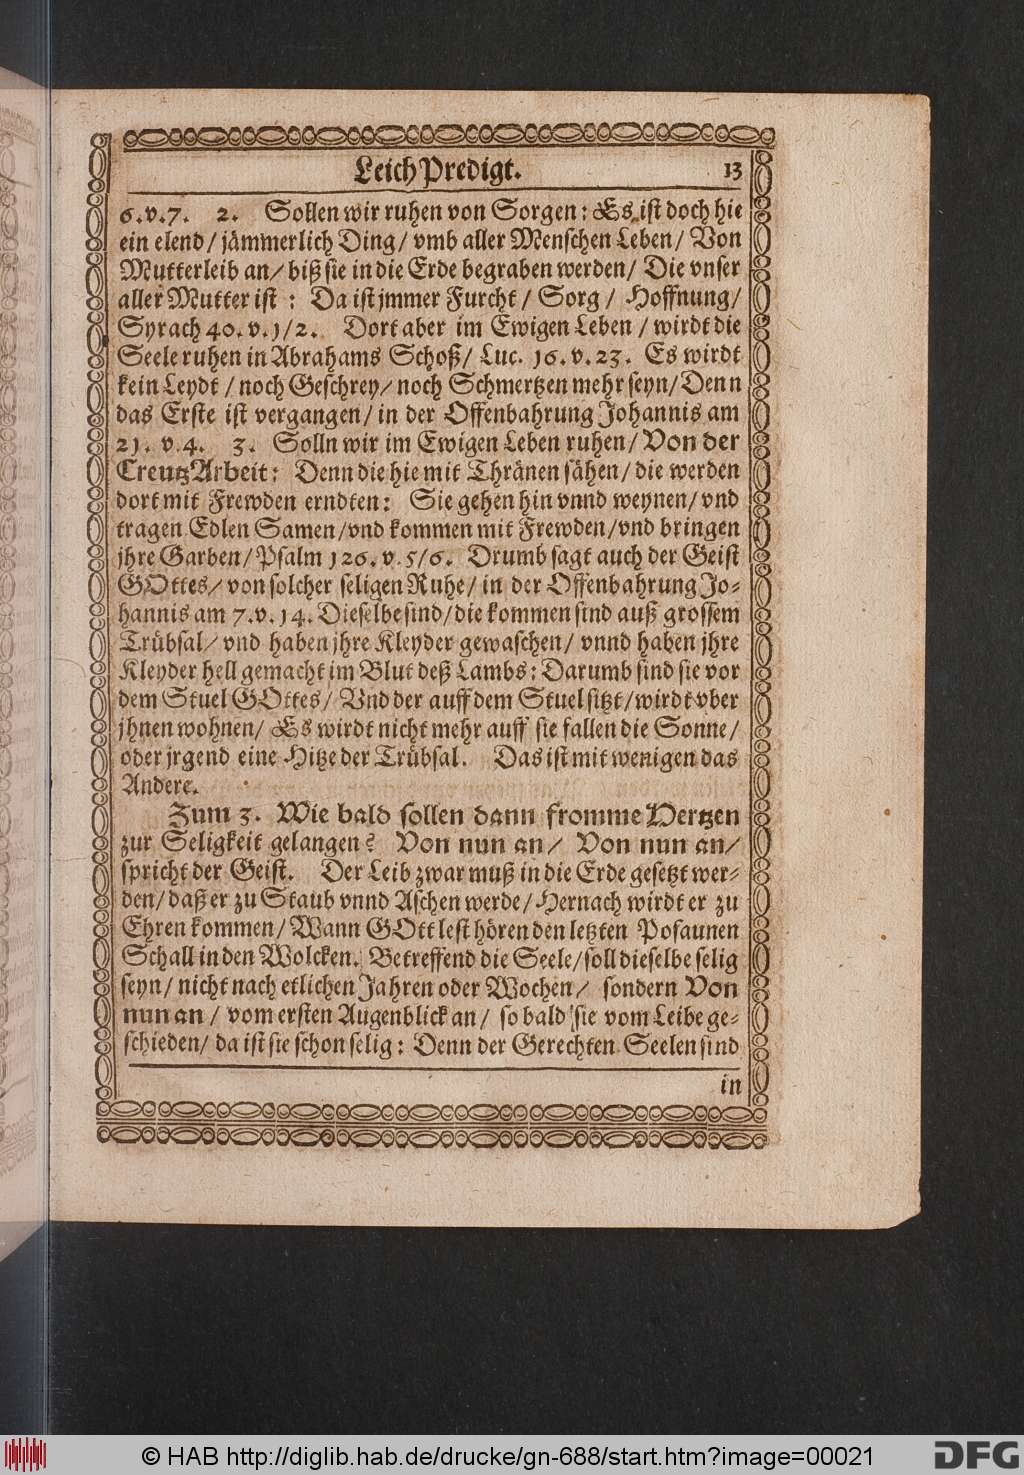 LeichPredigt. 13
6. v. 7. 2. Sollen wir ruhen von Sorgen: Es ist doch hie
ein elend/ jämmerlich Ding/ vmb aller Menschen Leben/ Von
Mutterleib an/ biß sie in die Erde begraben werden/ Die vnser
aller Mutter ist : Da ist jmmer Furcht/ Sorg/ Hoffnung/
Syrach 40. v. 1/2. Dort aber im Ewigen Leben/ wirdt die
Seele ruhen in Abrahams Schoß/ Luc. 16. v. 23. Es wirdt
kein Leydt/ noch Geschrey/ noch Schmertzen mehr seyn/ Denn
das Erste ist vergangen/ in der Offenbahrung Johannis am
21. v. 4. 3. Solln wir im Ewigen Leben ruhen/ Von der
CreutzArbeit: Denn die hie mit Thränen sähen/ die werden
dort mit Frewden erndten: Sie gehen hin vnnd weynen/ vnd
tragen Edlen Samen/ vnd kommen mit Frewden/ vnd bringen
jhre Garben/ Psalm 126. v. 5/6. Drumb sagt auch der Geist
GOttes/ von solcher seligen Ruhe/ in der Offenbahrung Jo-
hannis am 7. v. 14. Dieselbe sind/ die kommen sind auß grossem
Trübsal/ vnd haben jhre Kleyder gewaschen/ vnnd haben jhre
Kleyder hell gemacht im Blut deß Lambs: Darumb sind sie vor
dem Stuel GOttes/ Vnd der auff dem Stuel sitzt/ wirdt vber
jhnen wohnen/ Es wirdt nicht mehr auff sie fallen die Sonne/
oder jrgend eine Hitze der Trübsal. Das ist mit wenigen das
Andere.
Zum 3. Wie bald sollen dann fromme Hertzen
zur Seligkeit gelangen? Von nun an/ Von nun an/
spricht der Geist. Der Leib zwar muß in die Erde gesetzt wer-
den/ daß er zu Staub vnnd Aschen werde/ Hernach wirdt er zu
Ehren kommen/ Wann GOtt lest hören den letzten Posaunen
Schall in den Wolcken. Betreffend die Seele/ soll dieselbe selig
seyn/ nicht nach etlichen Jahren oder Wochen/ sondern Von
nun an/ vom ersten Augenblick an/ so bald sie vom Leibe ge-
schieden/ da ist sie schon selig: Denn der Gerechten Seelen sind
in
© HAB http://diglib.hab.de/drucke/gn-688/start.htm?image=00021
DFG